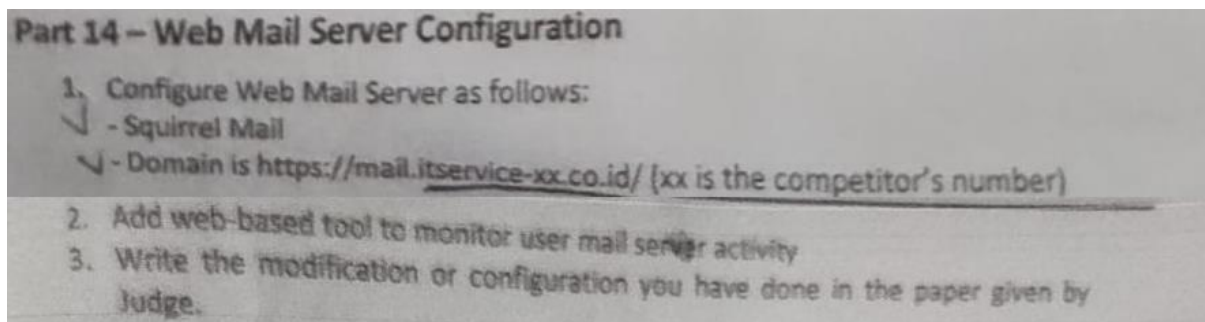 Part 14 – Web Mail Server Configuration
1. Configure Web Mail Server as follows:
- Squirrel Mail
- Domain is https://mail.itservice-xx.co.id/ (xx is the competitor's number)
2. Add web-based tool to monitor user mail server activity
3. Write the modification or configuration you have done in the paper given by
Judge.